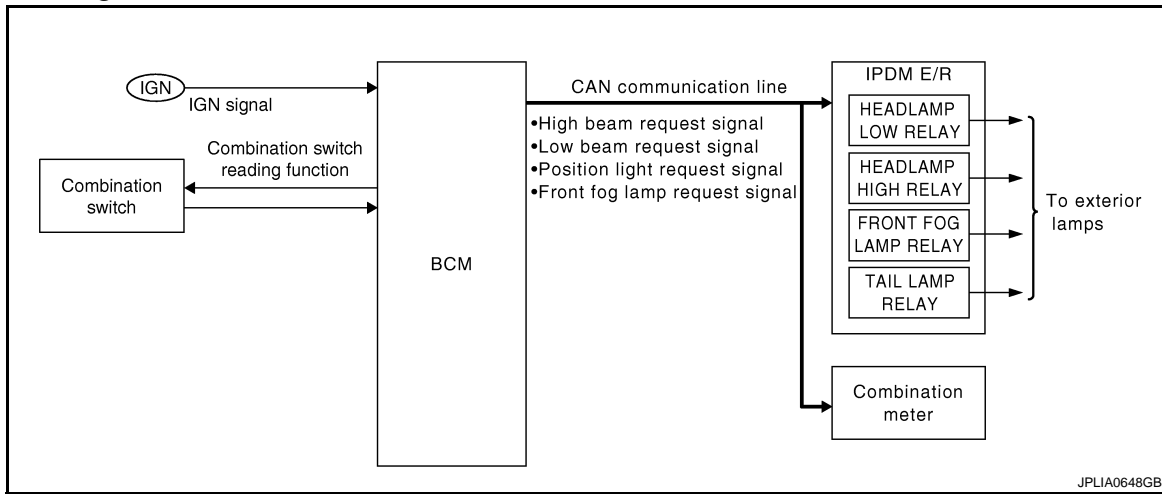 IGN
IGN signal
Combination switch
reading function
Combination
switch
BCM
CAN communication line
•High beam request signal
•Low beam request signal
•Position light request signal
•Front fog lamp request signal
IPDM E/R
HEADLAMP
LOW RELAY
HEADLAMP
HIGH RELAY
FRONT FOG
LAMP RELAY
TAIL LAMP
RELAY
To exterior
lamps
Combination
meter
JPLIA0648GB